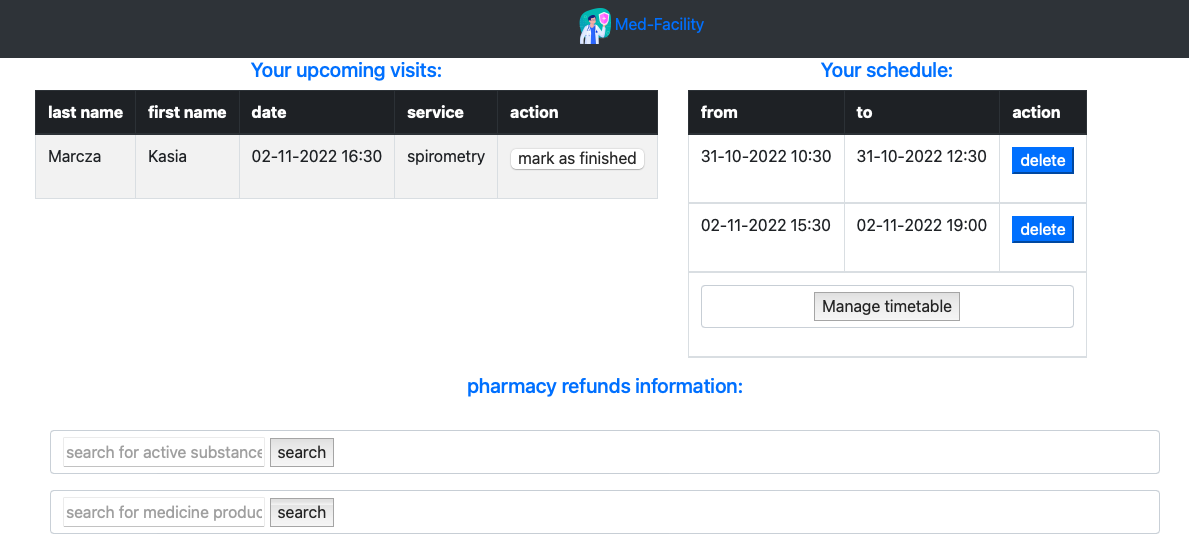 Med-Facility
Your upcoming visits:
last name first name date service action
Marcza Kasia 02-11-2022 16:30 spirometry mark as finished
Your schedule:
from to action
31-10-2022 10:30 31-10-2022 12:30 delete
02-11-2022 15:30 02-11-2022 19:00 delete
Manage timetable
pharmacy refunds information:
search for active substance search
search for medicine produc search